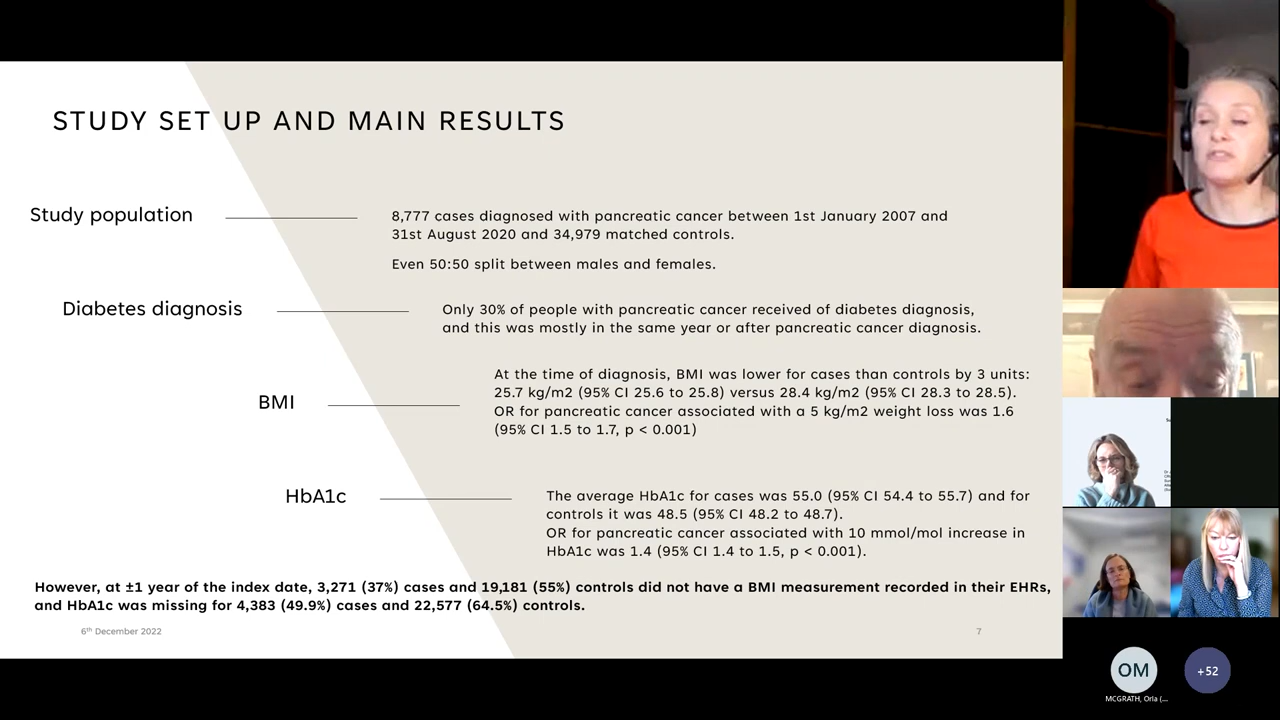 STUDY SET UP AND MAIN RESULTS
Study population
8,777 cases diagnosed with pancreatic cancer between 1st January 2007 and
31st August 2020 and 34,979 matched controls.
Even 50:50 split between males and females.
Diabetes diagnosis
Only 30% of people with pancreatic cancer received of diabetes diagnosis,
and this was mostly in the same year or after pancreatic cancer diagnosis.
BMI
At the time of diagnosis, BMI was lower for cases than controls by 3 units:
25.7 kg/m2 (95% CI 25.6 to 25.8) versus 28.4 kg/m2 (95% CI 28.3 to 28.5).
OR for pancreatic cancer associated with a 5 kg/m2 weight loss was 1.6
(95% CI 1.5 to 1.7, p < 0.001)
HbA1c
The average HbA1c for cases was 55.0 (95% CI 54.4 to 55.7) and for
controls it was 48.5 (95% CI 48.2 to 48.7).
OR for pancreatic cancer associated with 10 mmol/mol increase in
HbA1c was 1.4 (95% CI 1.4 to 1.5, p < 0.001).
However, at ±1 year of the index date, 3,271 (37%) cases and 19,181 (55%) controls did not have a BMI measurement recorded in their EHRs,
and HbA1c was missing for 4,383 (49.9%) cases and 22,577 (64.5%) controls.
6th December 2022
7
OM
+52
MCGRATH, Orla (...